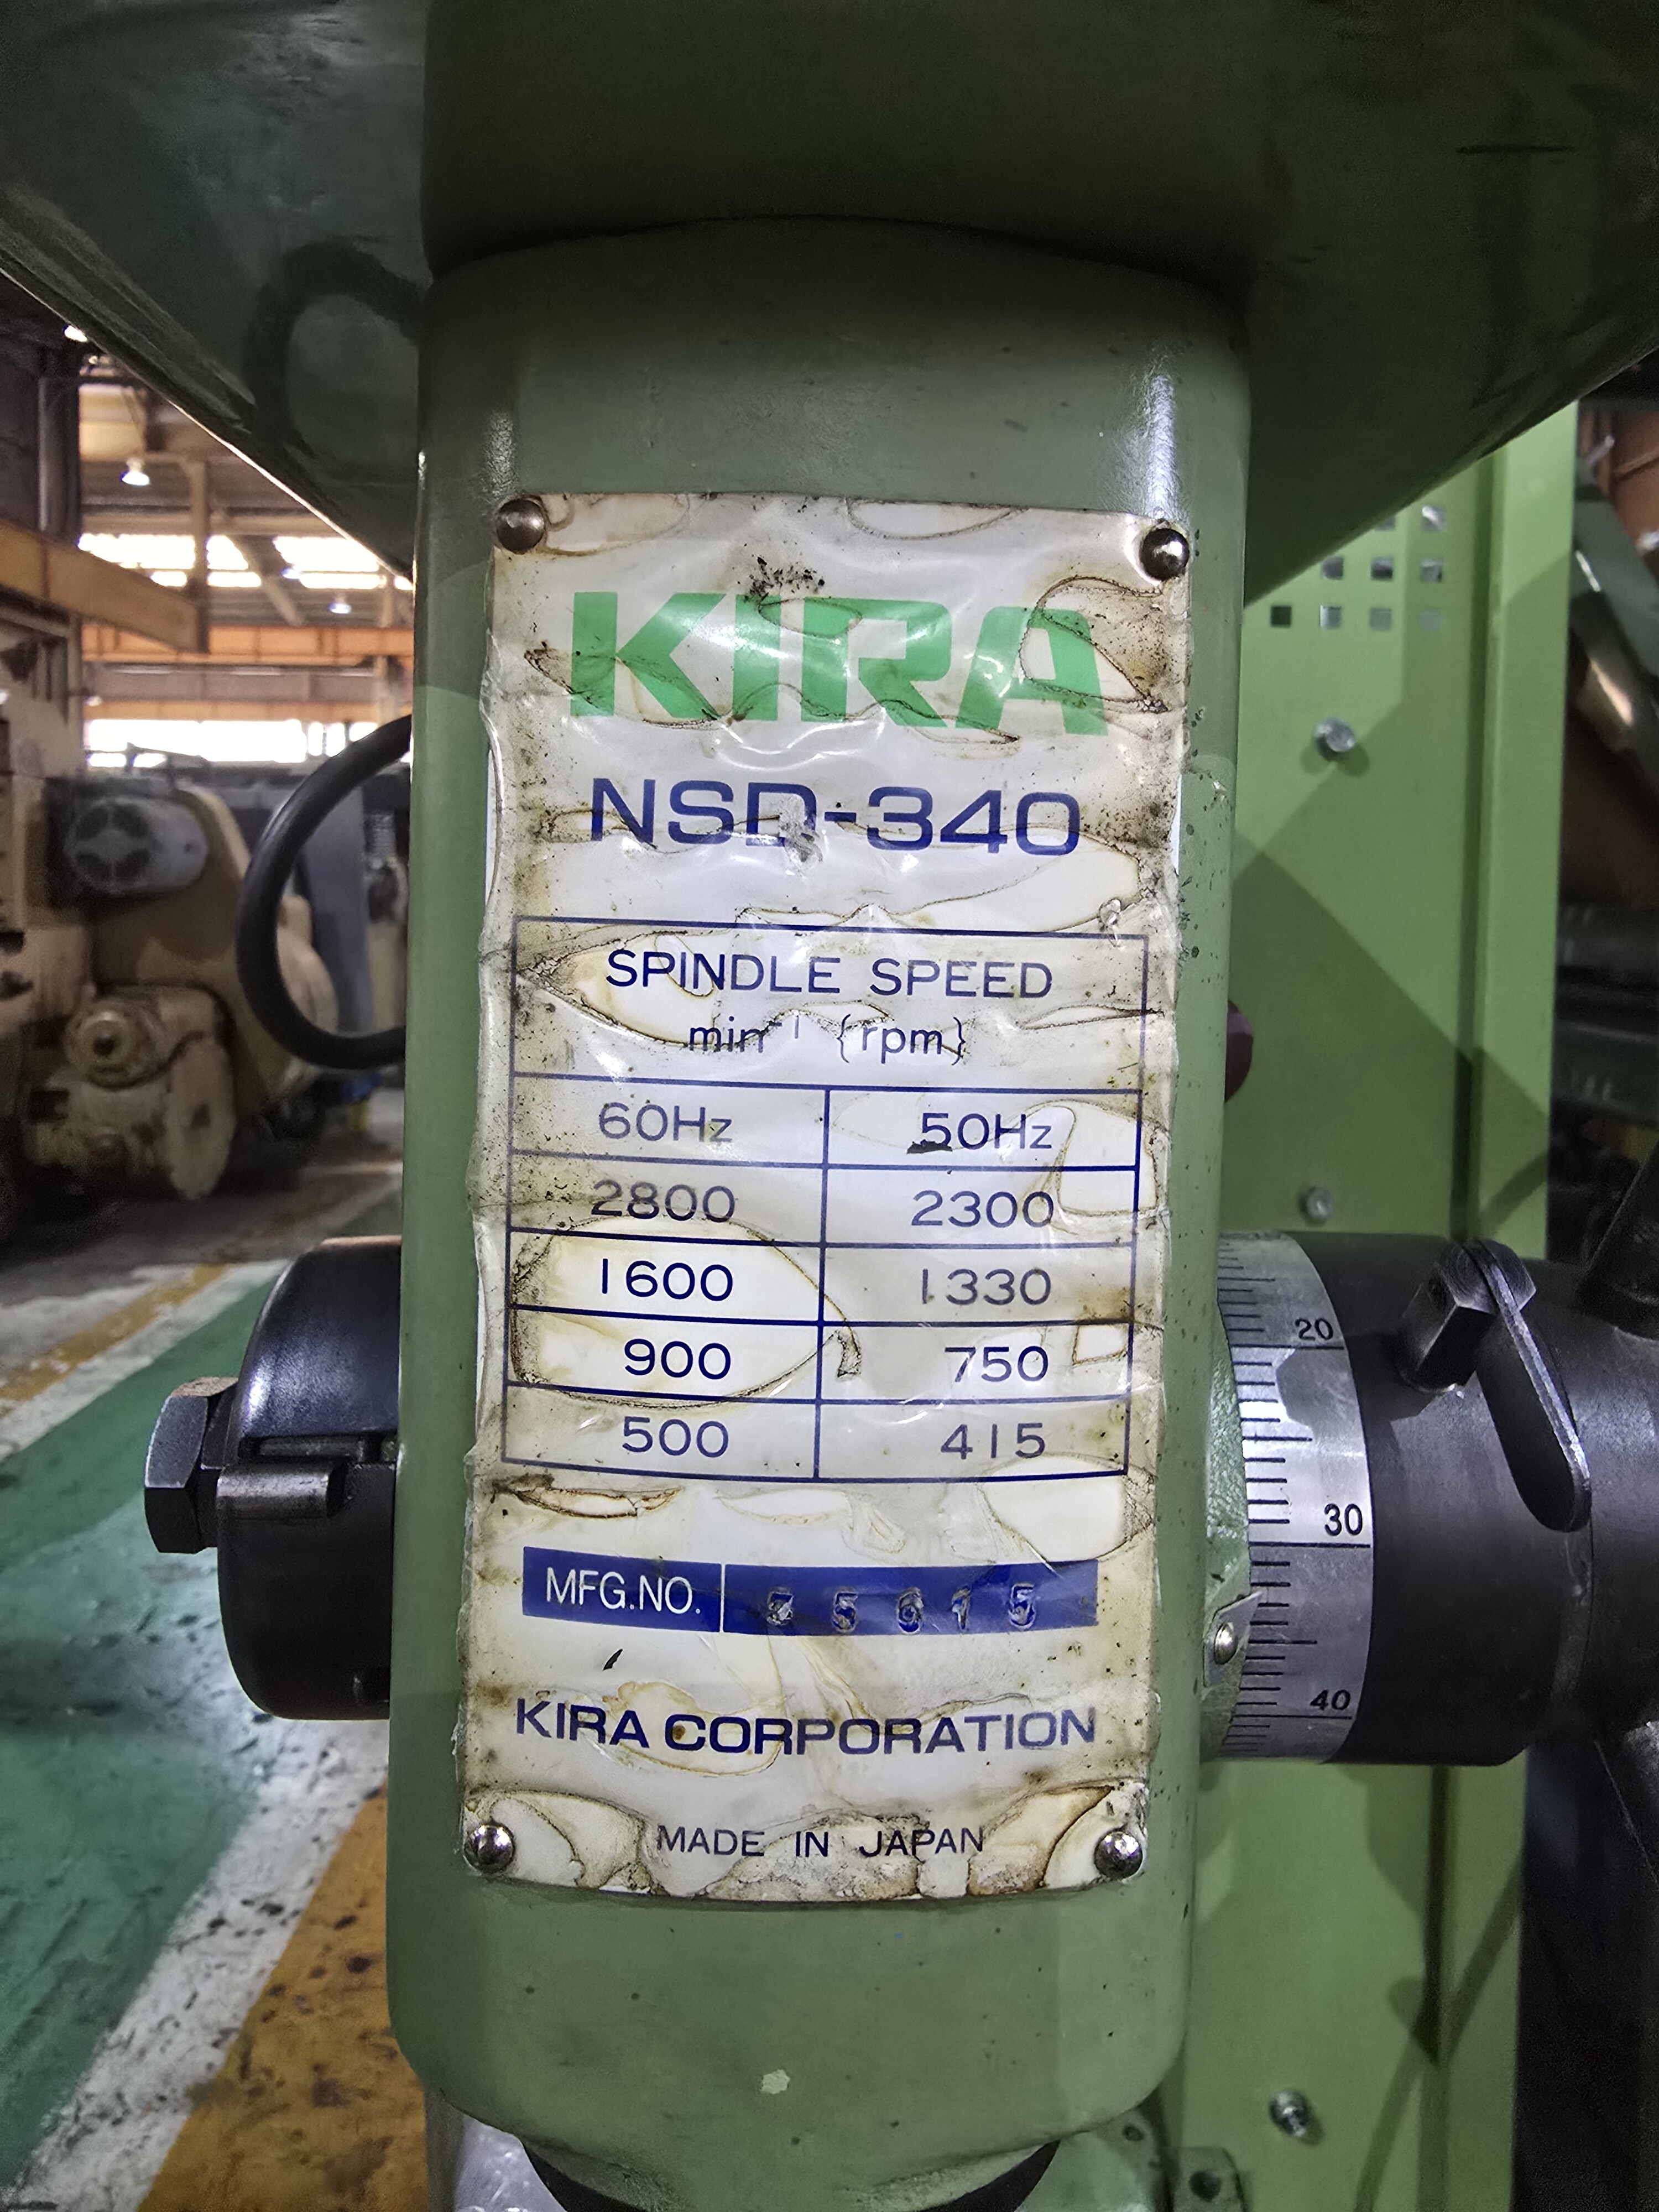 KIRA
NSD-340
SPINDLE SPEED
min⁻¹ {rpm}
60Hz 50Hz
2800 2300
1600 1330
900 750
500 415
MFG.NO.
KIRA CORPORATION
MADE IN JAPAN
20
30
40